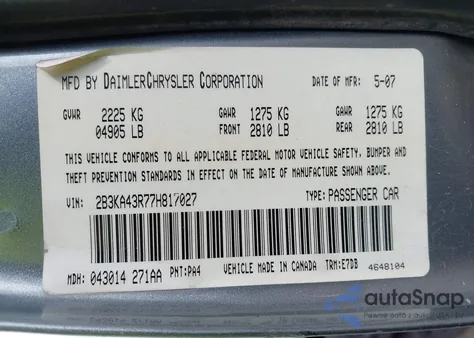 MFD BY DAIMLERCHRYSLER CORPORATION DATE OF MFR: 5-07
GVWR 2225 KG GAWR 1275 KG GAWR 1275 KG
04905 LB FRONT 2810 LB REAR 2810 LB
THIS VEHICLE CONFORMS TO ALL APPLICABLE FEDERAL MOTOR VEHICLE SAFETY, BUMPER AND
THEFT PREVENTION STANDARDS IN EFFECT ON THE DATE OF MANUFACTURE SHOWN ABOVE.
VIN: 2B3KA43R77H817027 TYPE: PASSENGER CAR
MDH: 043014 271AA PNT: PA4 VEHICLE MADE IN CANADA TRM: E7DB 4648104
autoSnap